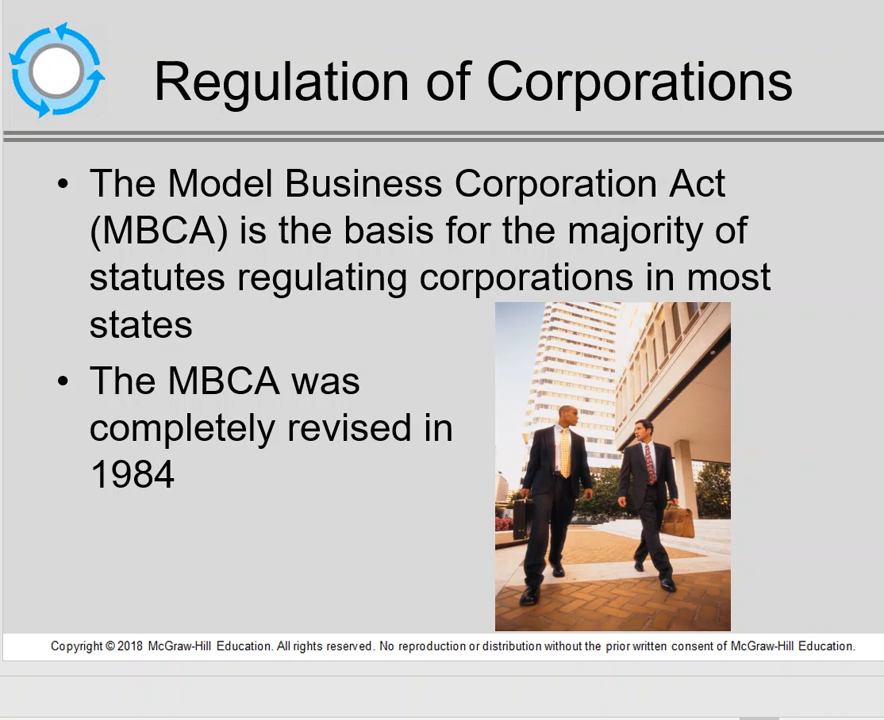 Regulation of Corporations
• The Model Business Corporation Act
(MBCA) is the basis for the majority of
statutes regulating corporations in most
states
• The MBCA was
completely revised in
1984
Copyright © 2018 McGraw-Hill Education. All rights reserved. No reproduction or distribution without the prior written consent of McGraw-Hill Education.